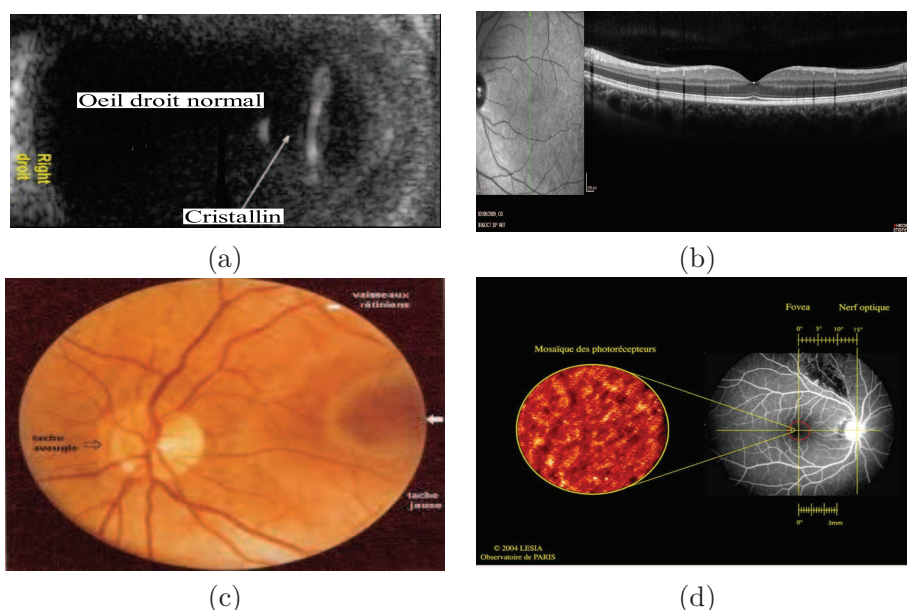 Oeil droit normal
Right
droit
Cristallin
(a)
(b)
vaisseaux
rétiniens
tache
aveugle
tache
jaune
(c)
Fovea
Nerf optique
0° 5° 10° 15°
Mosaïque des photorécepteurs
0° 3mm
© 2004 LESIA
Observatoire de PARIS
(d)